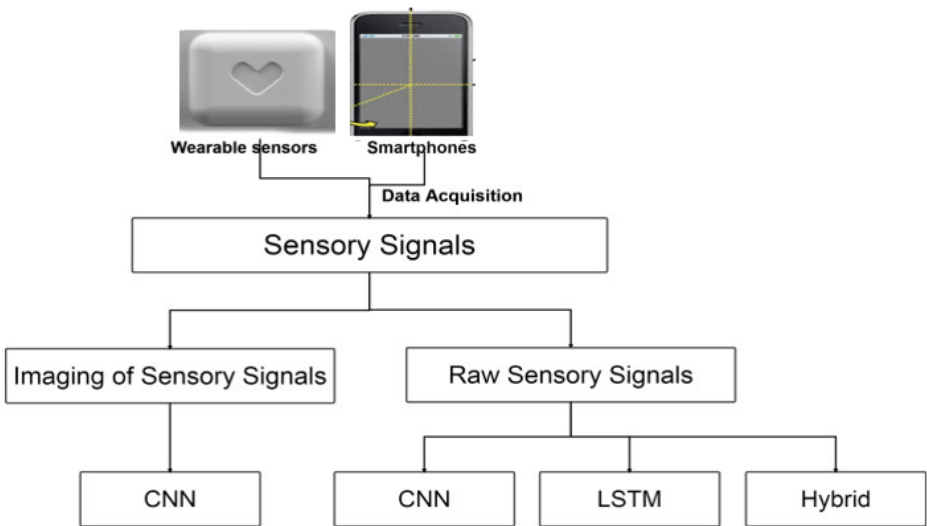 Wearable sensors
Smartphones
Data Acquisition
Sensory Signals
Imaging of Sensory Signals
Raw Sensory Signals
CNN
CNN
LSTM
Hybrid